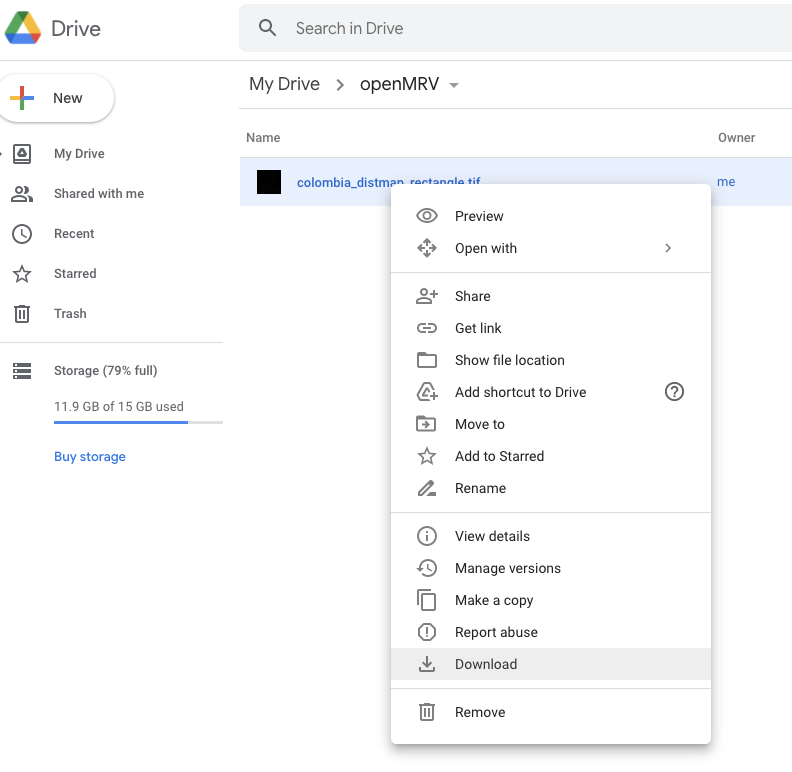 Drive
Search in Drive
New
My Drive
Shared with me
Recent
Starred
Trash
Storage (79% full)
11.9 GB of 15 GB used
Buy storage
My Drive > openMRV
Name Owner
colombia_distmap_rectangle.tif me
Preview
Open with
Share
Get link
Show file location
Add shortcut to Drive
Move to
Add to Starred
Rename
View details
Manage versions
Make a copy
Report abuse
Download
Remove